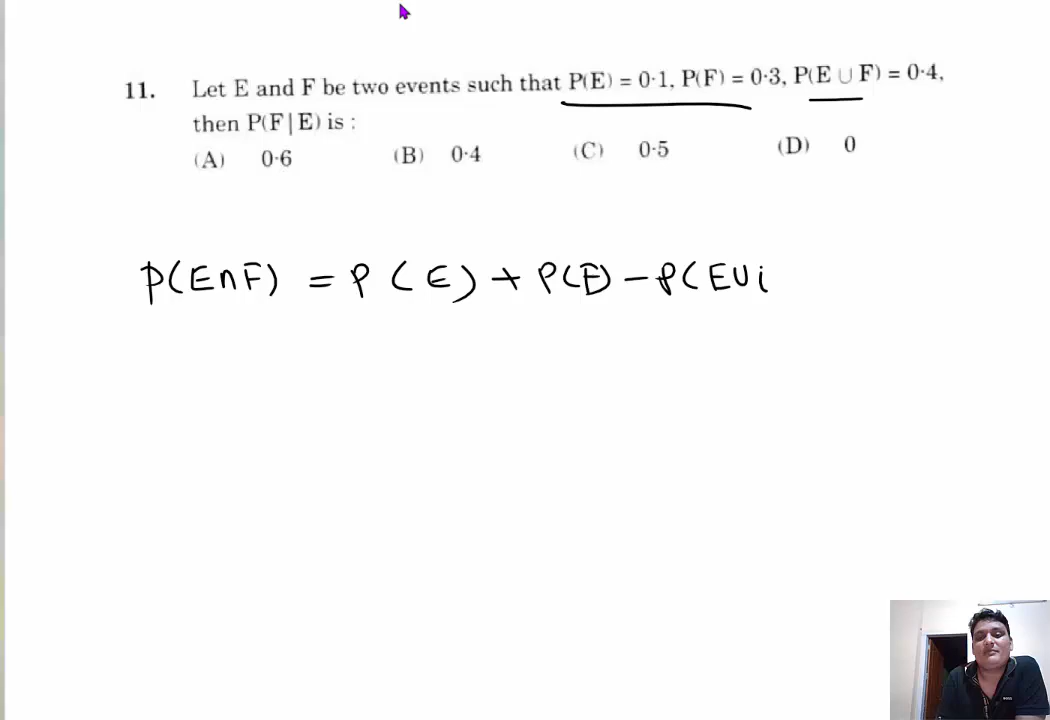 11. Let E and F be two events such that P(E) = 0·1, P(F) = 0·3, P(E ∪ F) = 0·4,
then P(F|E) is :
(A) 0·6 (B) 0·4 (C) 0·5 (D) 0
P(E∩F) = P(E) + P(F) - P(E∪